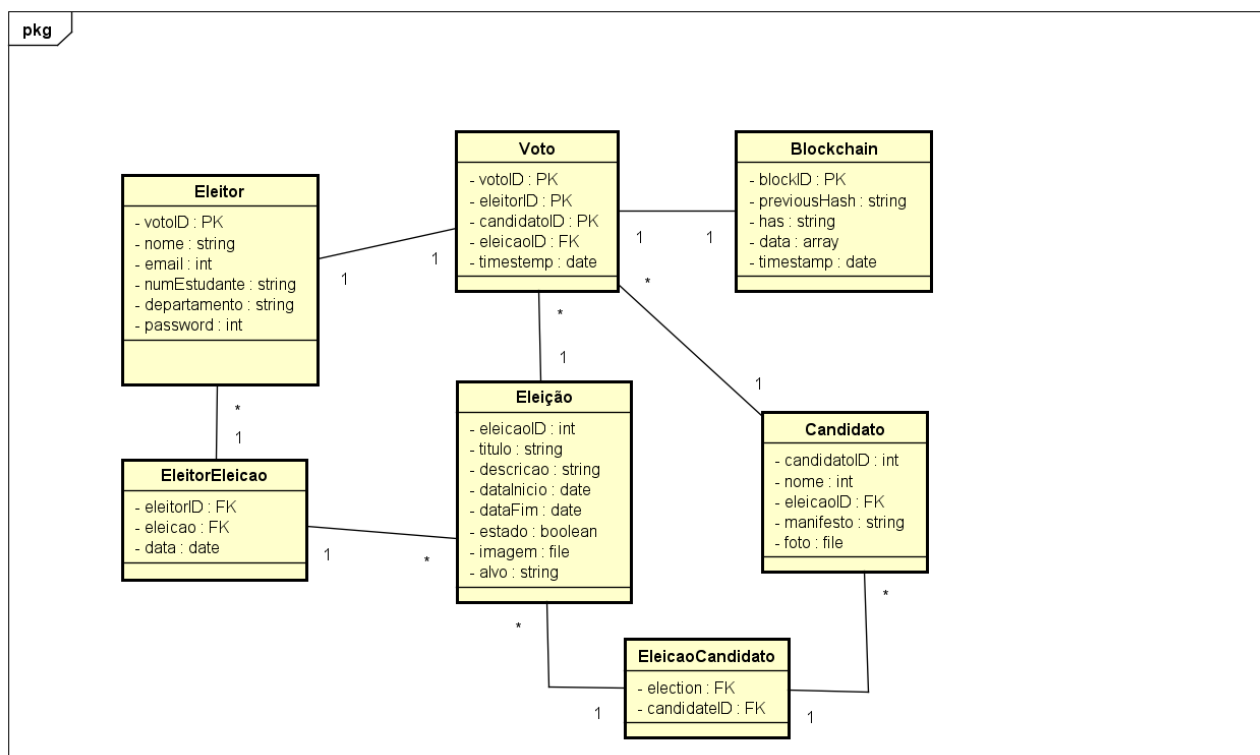 pkg
Voto
- votoID : PK
- eleitorID : PK
- candidatoID : PK
- eleicaoID : FK
- timestemp : date
Blockchain
- blockID : PK
- previousHash : string
- has : string
- data : array
- timestamp : date
Eleitor
- votoID : PK
- nome : string
- email : int
- numEstudante : string
- departamento : string
- password : int
1
1
1
1
*
*
1
1
*
1
Eleição
- eleicaoID : int
- titulo : string
- descricao : string
- dataInicio : date
- dataFim : date
- estado : boolean
- imagem : file
- alvo : string
Candidato
- candidatoID : int
- nome : int
- eleicaoID : FK
- manifesto : string
- foto : file
EleitorEleicao
- eleitorID : FK
- eleicao : FK
- data : date
1
*
*
*
EleicaoCandidato
- election : FK
- candidateID : FK
1
1